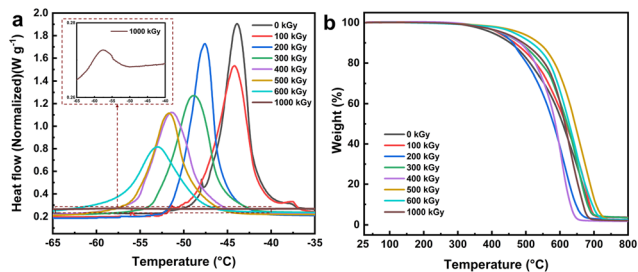 a
Heat flow (Normalized)(W g⁻¹)
2.0
1.8
1.6
1.4
1.2
1.0
0.8
0.6
0.4
0.2
-65 -60 -55 -50 -45 -40 -35
Temperature (°C)
1000 kGy
0 kGy
100 kGy
200 kGy
300 kGy
400 kGy
500 kGy
600 kGy
1000 kGy
b
Weight (%)
100
80
60
40
20
0
25 100 200 300 400 500 600 700 800
Temperature (°C)
0 kGy
100 kGy
200 kGy
300 kGy
400 kGy
500 kGy
600 kGy
1000 kGy